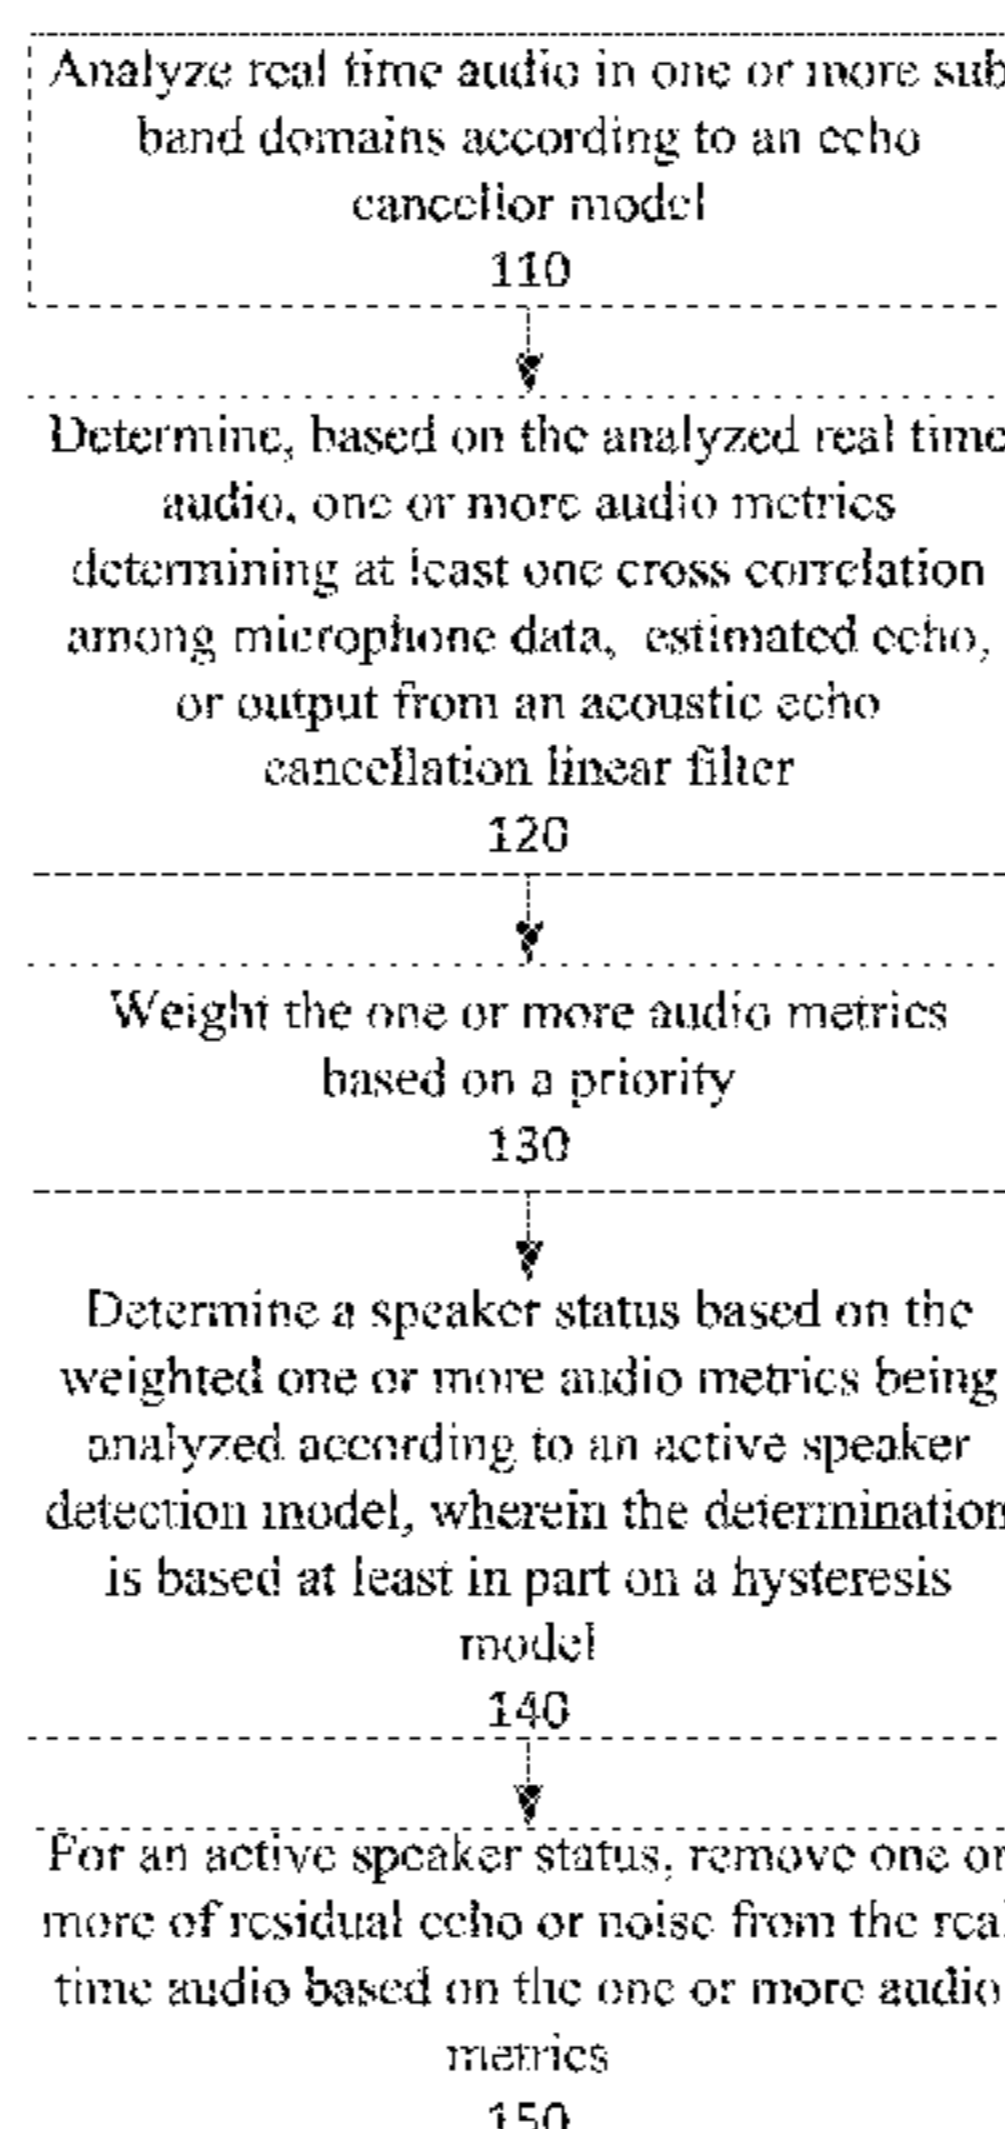 Analyze real time audio in one or more sub
band domains according to an echo
cancellor model
110
Determine, based on the analyzed real time
audio, one or more audio metrics
determining at least one cross correlation
among microphone data, estimated echo,
or output from an acoustic echo
cancellation linear filter
120
Weight the one or more audio metrics
based on a priority
130
Determine a speaker status based on the
weighted one or more audio metrics being
analyzed according to an active speaker
detection model, wherein the determination
is based at least in part on a hysteresis
model
140
For an active speaker status, remove one or
more of residual echo or noise from the real
time audio based on the one or more audio
metrics
150